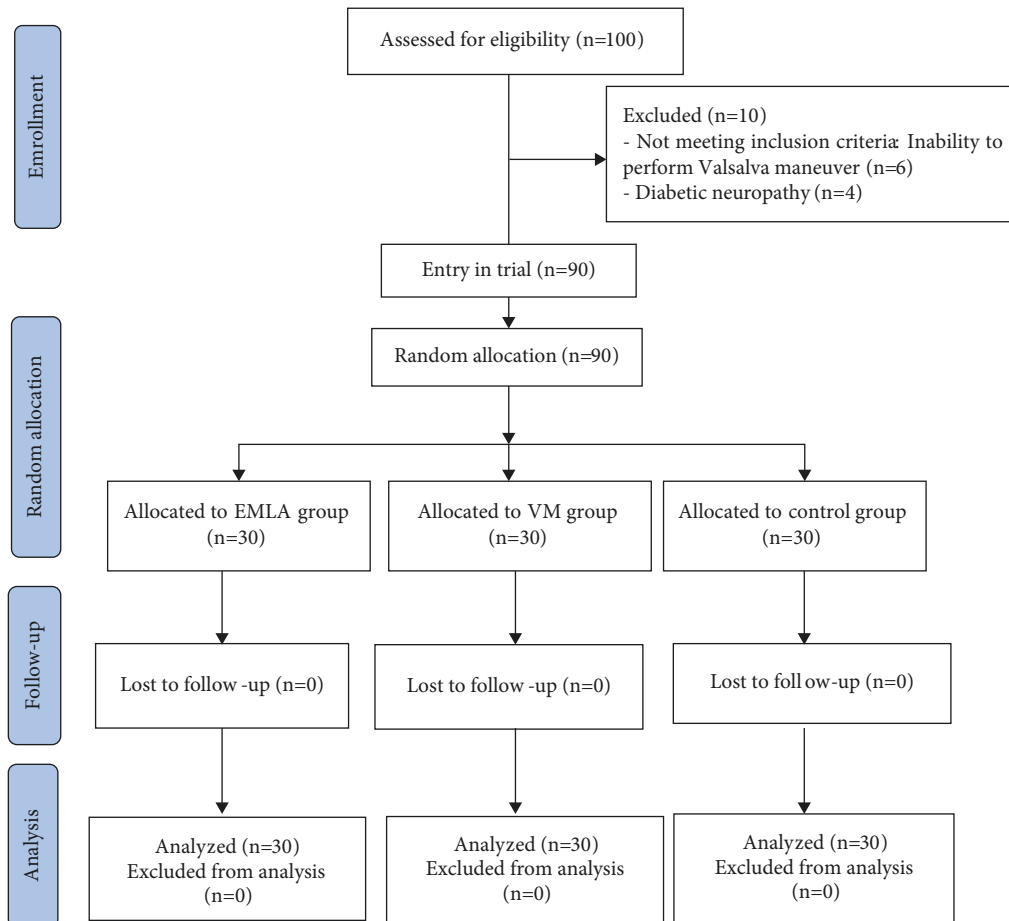 Emrollment
Assessed for eligibility (n=100)
Excluded (n=10)
- Not meeting inclusion criteria: Inability to
perform Valsalva maneuver (n=6)
- Diabetic neuropathy (n=4)
Entry in trial (n=90)
Random allocation
Random allocation (n=90)
Allocated to EMLA group
(n=30)
Allocated to VM group
(n=30)
Allocated to control group
(n=30)
Follow-up
Lost to follow-up (n=0)
Lost to follow-up (n=0)
Lost to follow-up (n=0)
Analysis
Analyzed (n=30)
Excluded from analysis
(n=0)
Analyzed (n=30)
Excluded from analysis
(n=0)
Analyzed (n=30)
Excluded from analysis
(n=0)